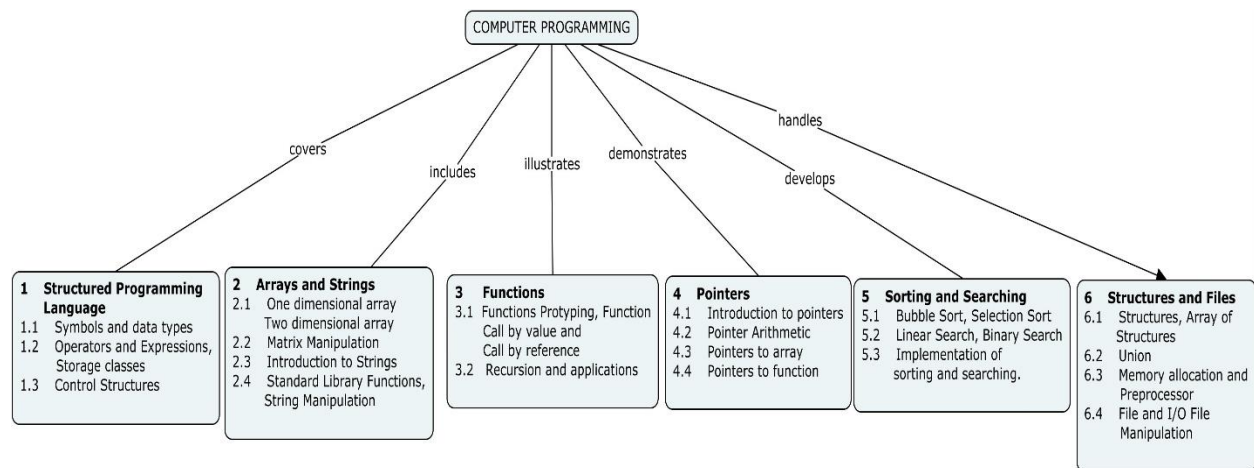 COMPUTER PROGRAMMING
covers
includes
illustrates
demonstrates
develops
handles
1 Structured Programming
Language
1.1 Symbols and data types
1.2 Operators and Expressions,
Storage classes
1.3 Control Structures
2 Arrays and Strings
2.1 One dimensional array
Two dimensional array
2.2 Matrix Manipulation
2.3 Introduction to Strings
2.4 Standard Library Functions,
String Manipulation
3 Functions
3.1 Functions Protyping, Function
Call by value and
Call by reference
3.2 Recursion and applications
4 Pointers
4.1 Introduction to pointers
4.2 Pointer Arithmetic
4.3 Pointers to array
4.4 Pointers to function
5 Sorting and Searching
5.1 Bubble Sort, Selection Sort
5.2 Linear Search, Binary Search
5.3 Implementation of
sorting and searching.
6 Structures and Files
6.1 Structures, Array of
Structures
6.2 Union
6.3 Memory allocation and
Preprocessor
6.4 File and I/O File
Manipulation